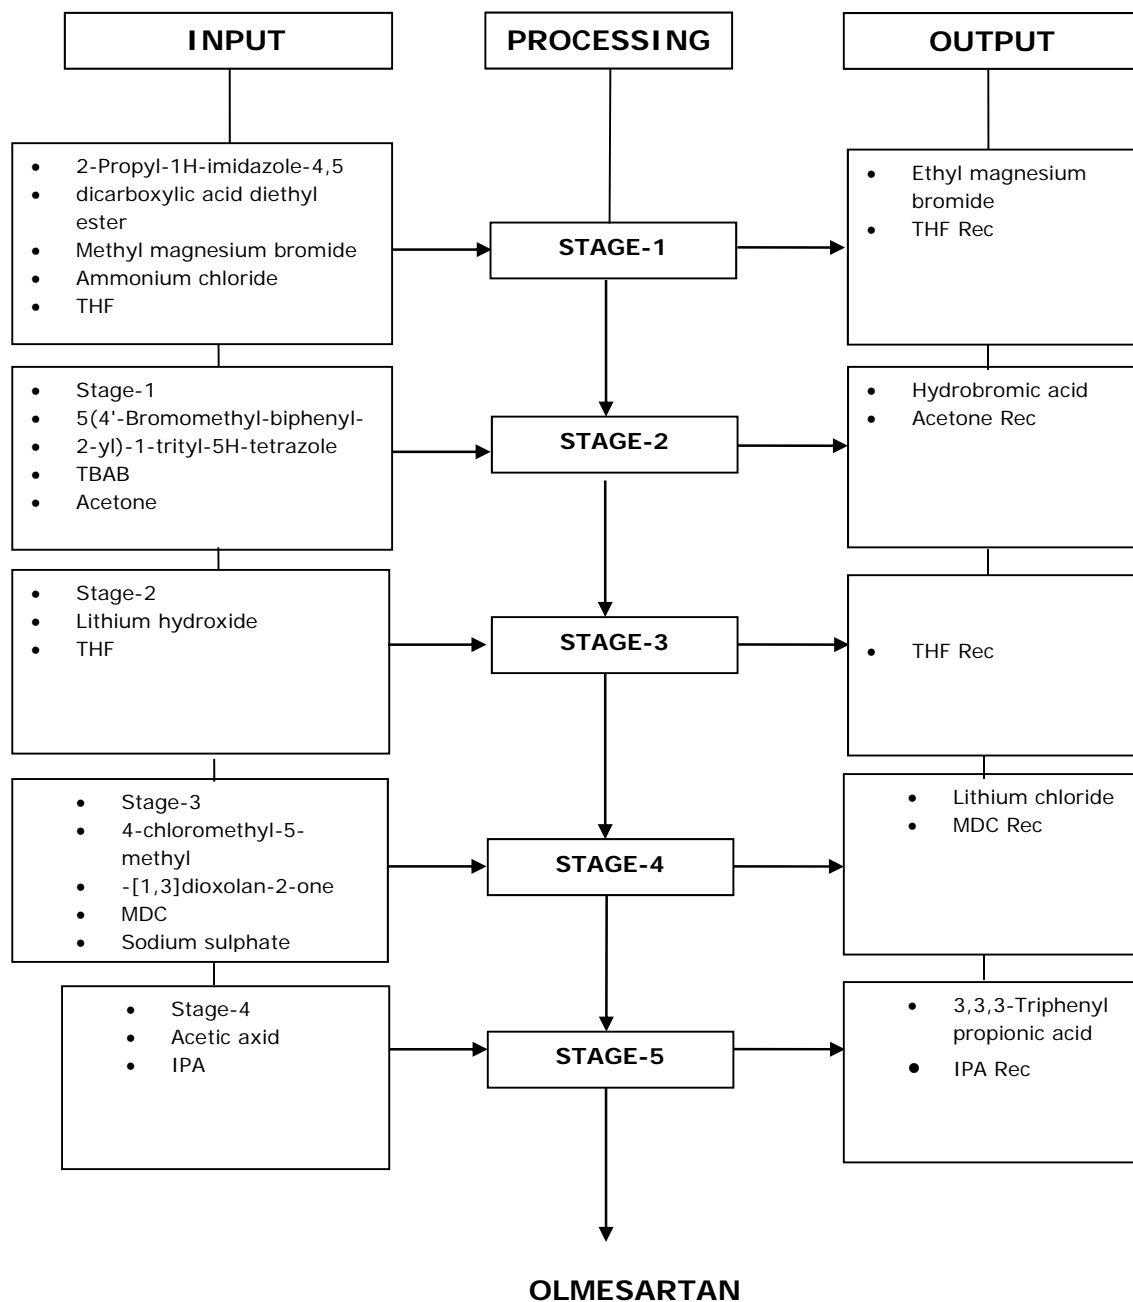 INPUT
PROCESSING
OUTPUT
• 2-Propyl-1H-imidazole-4,5
• dicarboxylic acid diethyl
ester
• Methyl magnesium bromide
• Ammonium chloride
• THF
STAGE-1
• Ethyl magnesium
bromide
• THF Rec
• Stage-1
• 5(4'-Bromomethyl-biphenyl-
• 2-yl)-1-trityl-5H-tetrazole
• TBAB
• Acetone
STAGE-2
• Hydrobromic acid
• Acetone Rec
• Stage-2
• Lithium hydroxide
• THF
STAGE-3
• THF Rec
• Stage-3
• 4-chloromethyl-5-
methyl
• -[1,3]dioxolan-2-one
• MDC
• Sodium sulphate
STAGE-4
• Lithium chloride
• MDC Rec
• Stage-4
• Acetic axid
• IPA
STAGE-5
• 3,3,3-Triphenyl
propionic acid
• IPA Rec
OLMESARTAN